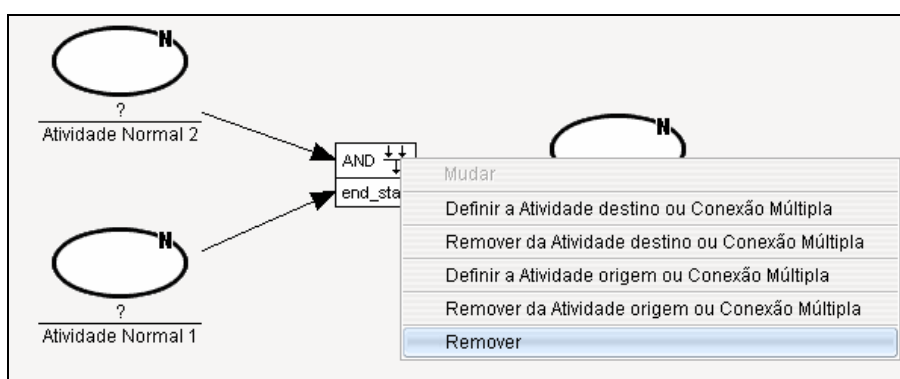 N
?
Atividade Normal 2
N
AND
end_sta
Mudar
Definir a Atividade destino ou Conexão Múltipla
Remover da Atividade destino ou Conexão Múltipla
Definir a Atividade origem ou Conexão Múltipla
Remover da Atividade origem ou Conexão Múltipla
Remover
N
?
Atividade Normal 1